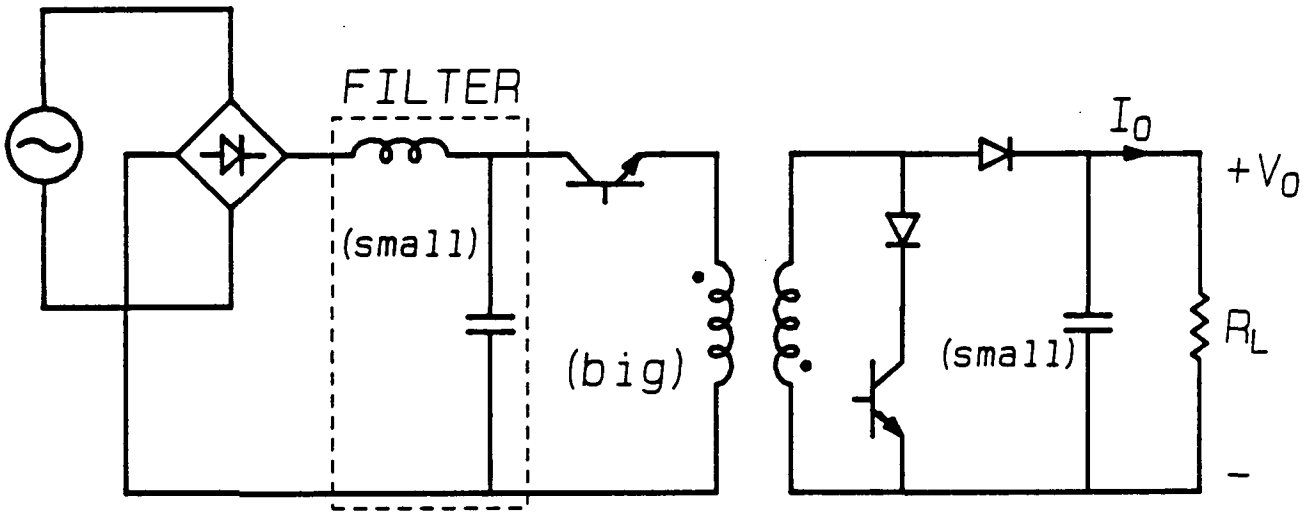 FILTER
I0
+V0
(small)
(big)
(small)
RL
-